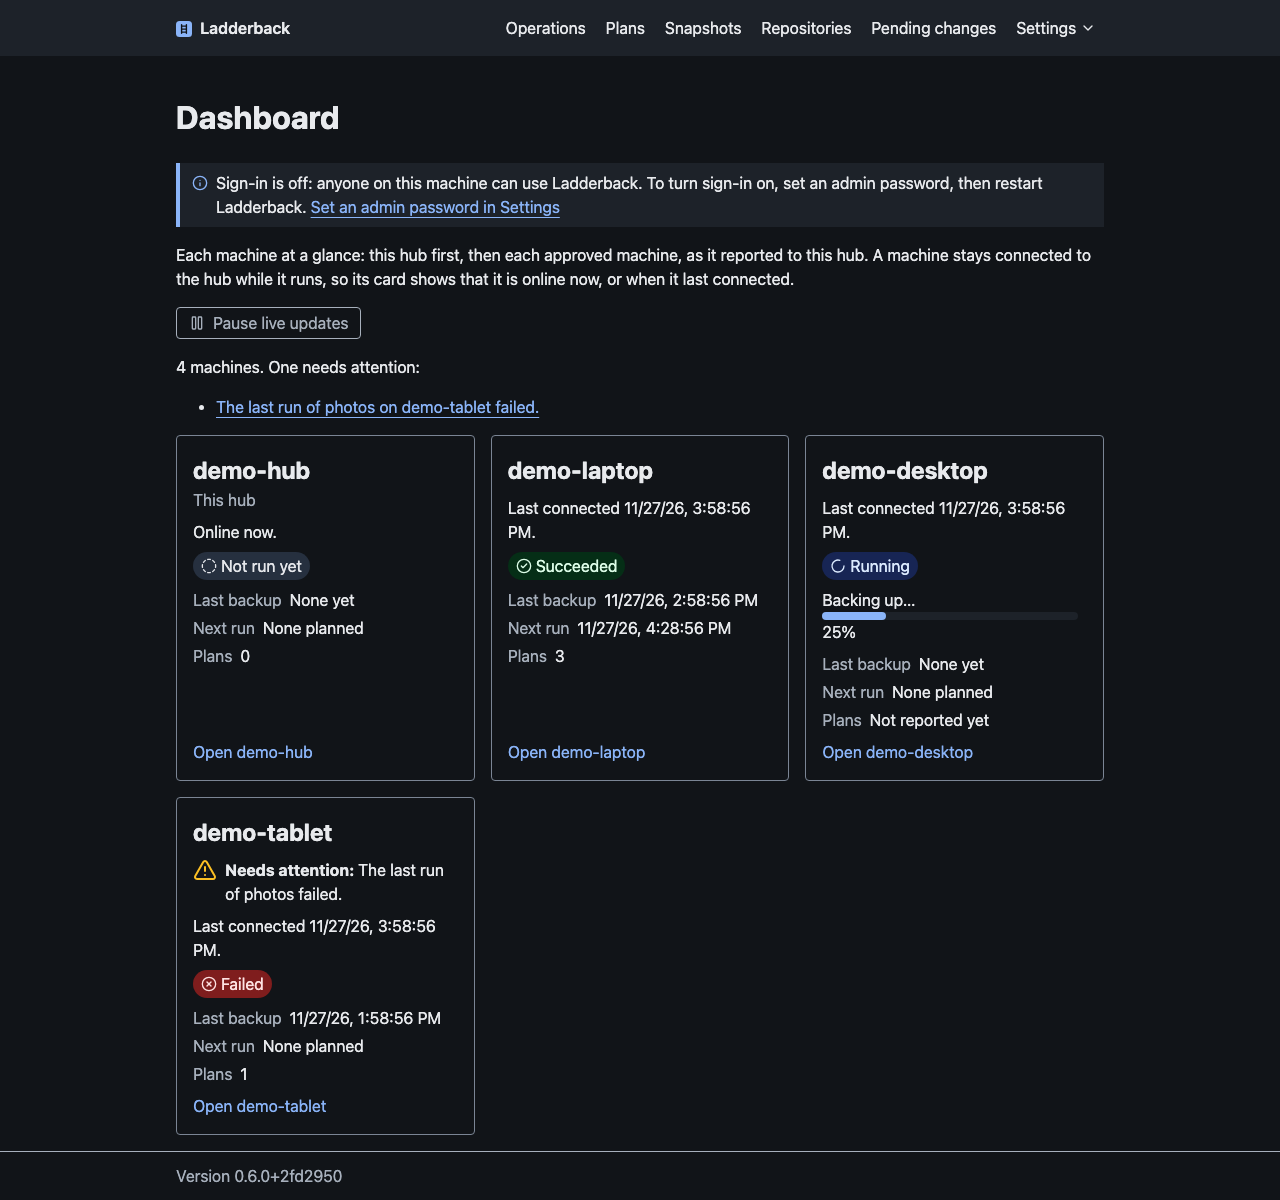 Ladderback
Operations
Plans
Snapshots
Repositories
Pending changes
Settings
Dashboard
Sign-in is off: anyone on this machine can use Ladderback. To turn sign-in on, set an admin password, then restart
Ladderback. Set an admin password in Settings
Each machine at a glance: this hub first, then each approved machine, as it reported to this hub. A machine stays connected to
the hub while it runs, so its card shows that it is online now, or when it last connected.
Pause live updates
4 machines. One needs attention:
• The last run of photos on demo-tablet failed.
demo-hub
This hub
Online now.
Not run yet
Last backup None yet
Next run None planned
Plans 0
Open demo-hub
demo-laptop
Last connected 11/27/26, 3:58:56
PM.
Succeeded
Last backup 11/27/26, 2:58:56 PM
Next run 11/27/26, 4:28:56 PM
Plans 3
Open demo-laptop
demo-desktop
Last connected 11/27/26, 3:58:56
PM.
Running
Backing up...
25%
Last backup None yet
Next run None planned
Plans Not reported yet
Open demo-desktop
demo-tablet
Needs attention: The last run
of photos failed.
Last connected 11/27/26, 3:58:56
PM.
Failed
Last backup 11/27/26, 1:58:56 PM
Next run None planned
Plans 1
Open demo-tablet
Version 0.6.0+2fd2950